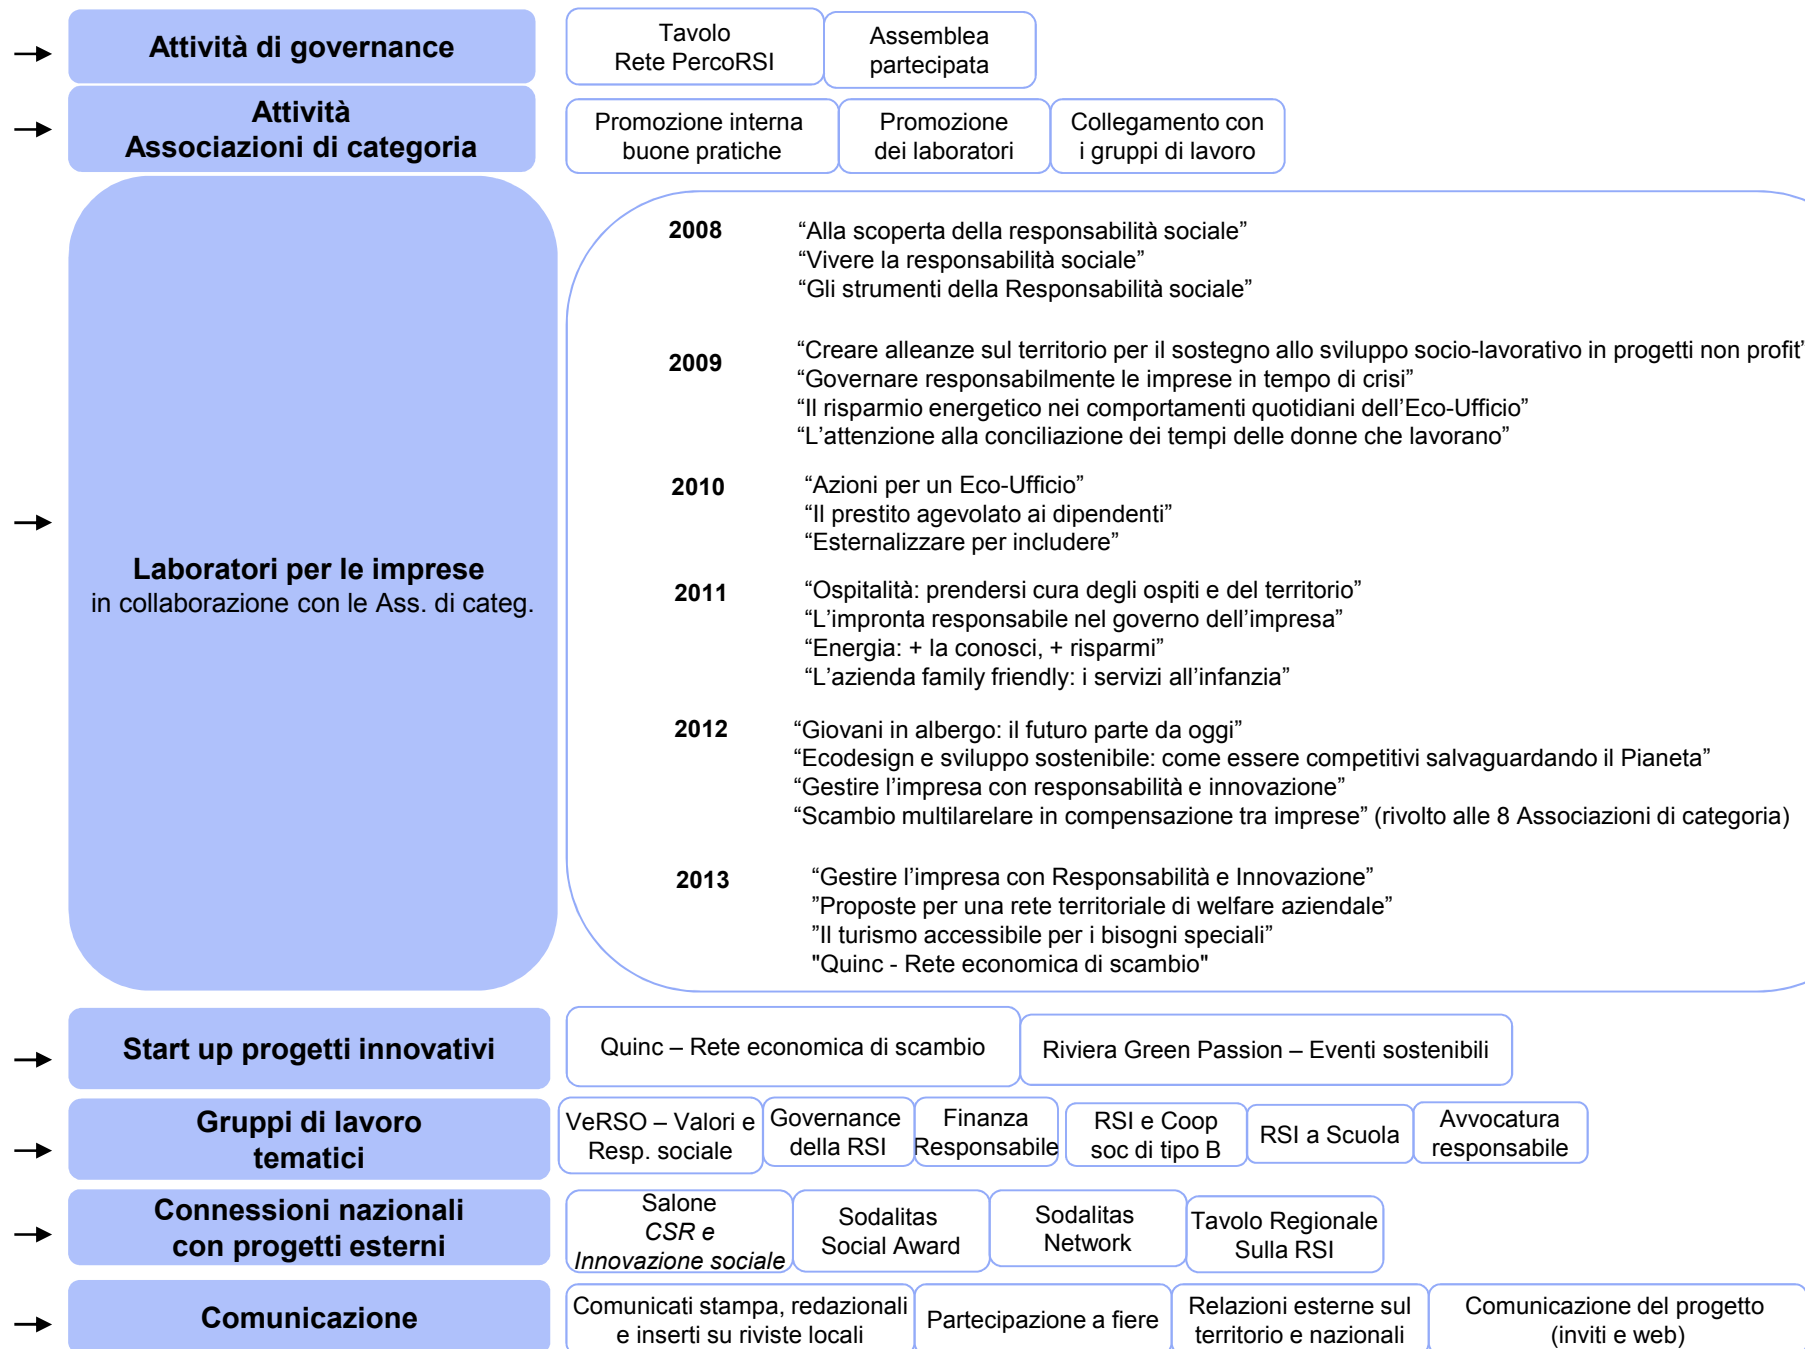 Attività di governance
Tavolo
Rete PercoRSI
Assemblea
partecipata
Attività
Associazioni di categoria
Promozione interna
buone pratiche
Promozione
dei laboratori
Collegamento con
i gruppi di lavoro
Laboratori per le imprese
in collaborazione con le Ass. di categ.
2008
“Alla scoperta della responsabilità sociale”
“Vivere la responsabilità sociale”
“Gli strumenti della Responsabilità sociale”
2009
“Creare alleanze sul territorio per il sostegno allo sviluppo socio-lavorativo in progetti non profit”
“Governare responsabilmente le imprese in tempo di crisi”
“Il risparmio energetico nei comportamenti quotidiani dell’Eco-Ufficio”
“L’attenzione alla conciliazione dei tempi delle donne che lavorano”
2010
“Azioni per un Eco-Ufficio”
“Il prestito agevolato ai dipendenti”
“Esternalizzare per includere”
2011
“Ospitalità: prendersi cura degli ospiti e del territorio”
“L’impronta responsabile nel governo dell’impresa”
“Energia: + la conosci, + risparmi”
“L’azienda family friendly: i servizi all’infanzia”
2012
“Giovani in albergo: il futuro parte da oggi”
“Ecodesign e sviluppo sostenibile: come essere competitivi salvaguardando il Pianeta”
“Gestire l’impresa con responsabilità e innovazione”
“Scambio multilarelare in compensazione tra imprese” (rivolto alle 8 Associazioni di categoria)
2013
“Gestire l’impresa con Responsabilità e Innovazione”
”Proposte per una rete territoriale di welfare aziendale”
”Il turismo accessibile per i bisogni speciali”
"Quinc - Rete economica di scambio"
Start up progetti innovativi
Quinc – Rete economica di scambio
Riviera Green Passion – Eventi sostenibili
Gruppi di lavoro
tematici
VeRSO – Valori e
Resp. sociale
Governance
della RSI
Finanza
Responsabile
RSI e Coop
soc di tipo B
RSI a Scuola
Avvocatura
responsabile
Connessioni nazionali
con progetti esterni
Salone
CSR e
Innovazione sociale
Sodalitas
Social Award
Sodalitas
Network
Tavolo Regionale
Sulla RSI
Comunicazione
Comunicati stampa, redazionali
e inserti su riviste locali
Partecipazione a fiere
Relazioni esterne sul
territorio e nazionali
Comunicazione del progetto
(inviti e web)